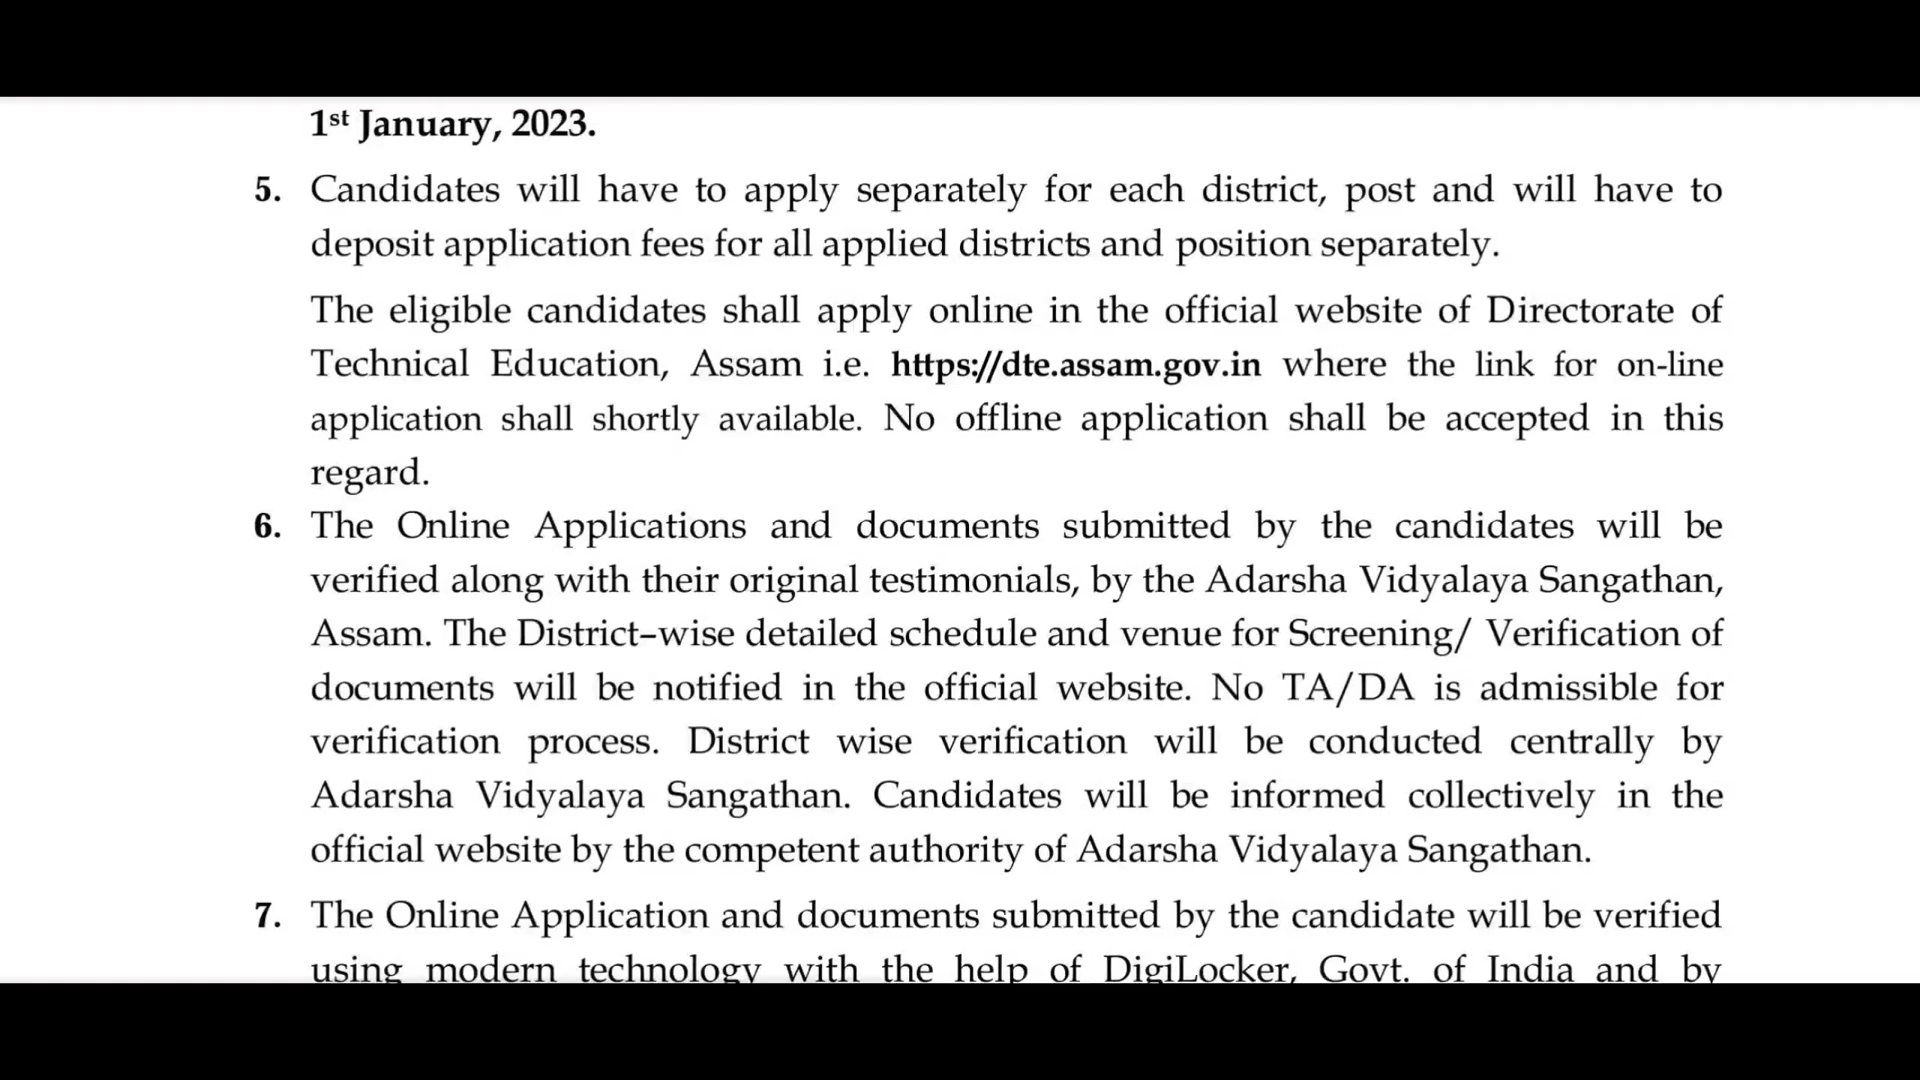 1st January, 2023.
5. Candidates will have to apply separately for each district, post and will have to
deposit application fees for all applied districts and position separately.
The eligible candidates shall apply online in the official website of Directorate of
Technical Education, Assam i.e. https://dte.assam.gov.in where the link for on-line
application shall shortly available. No offline application shall be accepted in this
regard.
6. The Online Applications and documents submitted by the candidates will be
verified along with their original testimonials, by the Adarsha Vidyalaya Sangathan,
Assam. The District–wise detailed schedule and venue for Screening/ Verification of
documents will be notified in the official website. No TA/DA is admissible for
verification process. District wise verification will be conducted centrally by
Adarsha Vidyalaya Sangathan. Candidates will be informed collectively in the
official website by the competent authority of Adarsha Vidyalaya Sangathan.
7. The Online Application and documents submitted by the candidate will be verified
using modern technology with the help of DigiLocker, Govt. of India and by